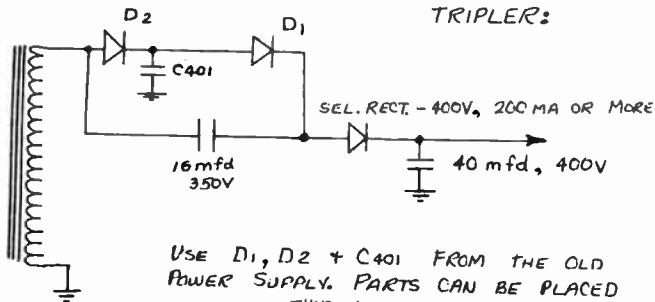 TRIPLER:
D2
D1
C401
SEL. RECT. - 400V, 200 MA OR MORE
16 mfd
350V
40 mfd, 400V
USE D1, D2 + C401 FROM THE OLD
POWER SUPPLY. PARTS CAN BE PLACED